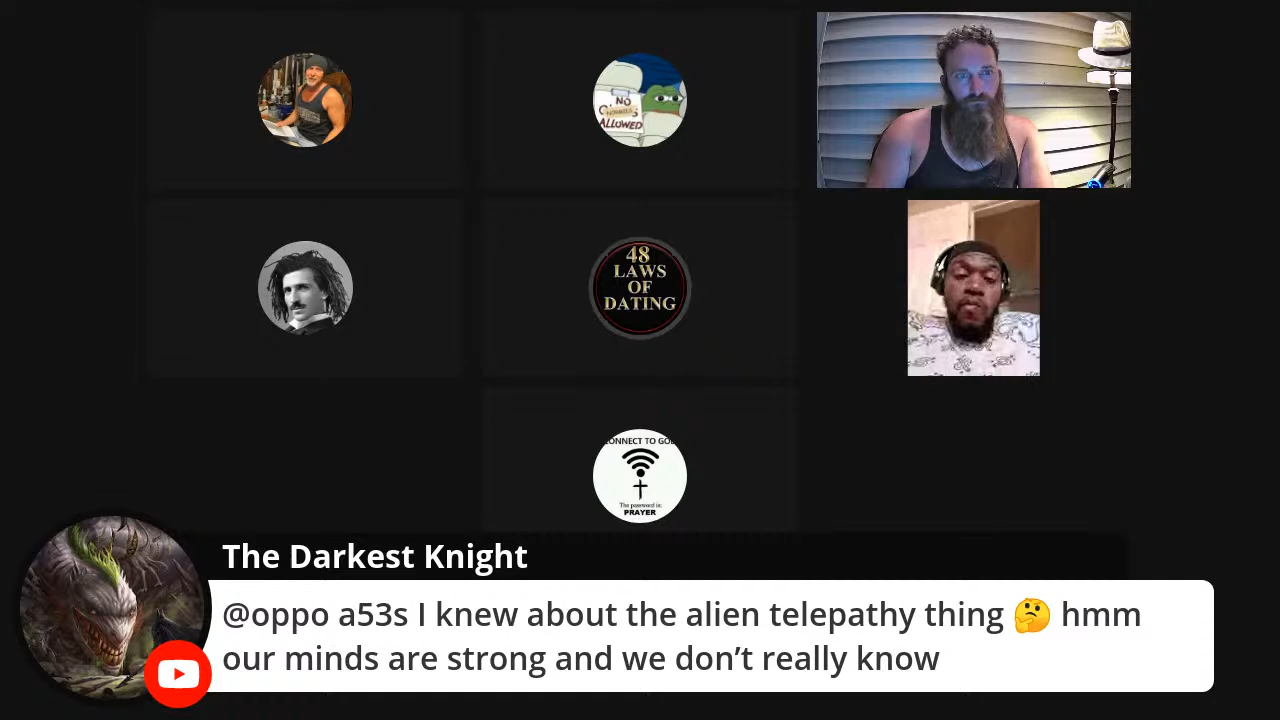 NO
ALLOWED
48
LAWS
OF
DATING
CONNECT TO GOD
The password is:
PRAYER
The Darkest Knight
@oppo a53s I knew about the alien telepathy thing 🤔 hmm
our minds are strong and we don’t really know